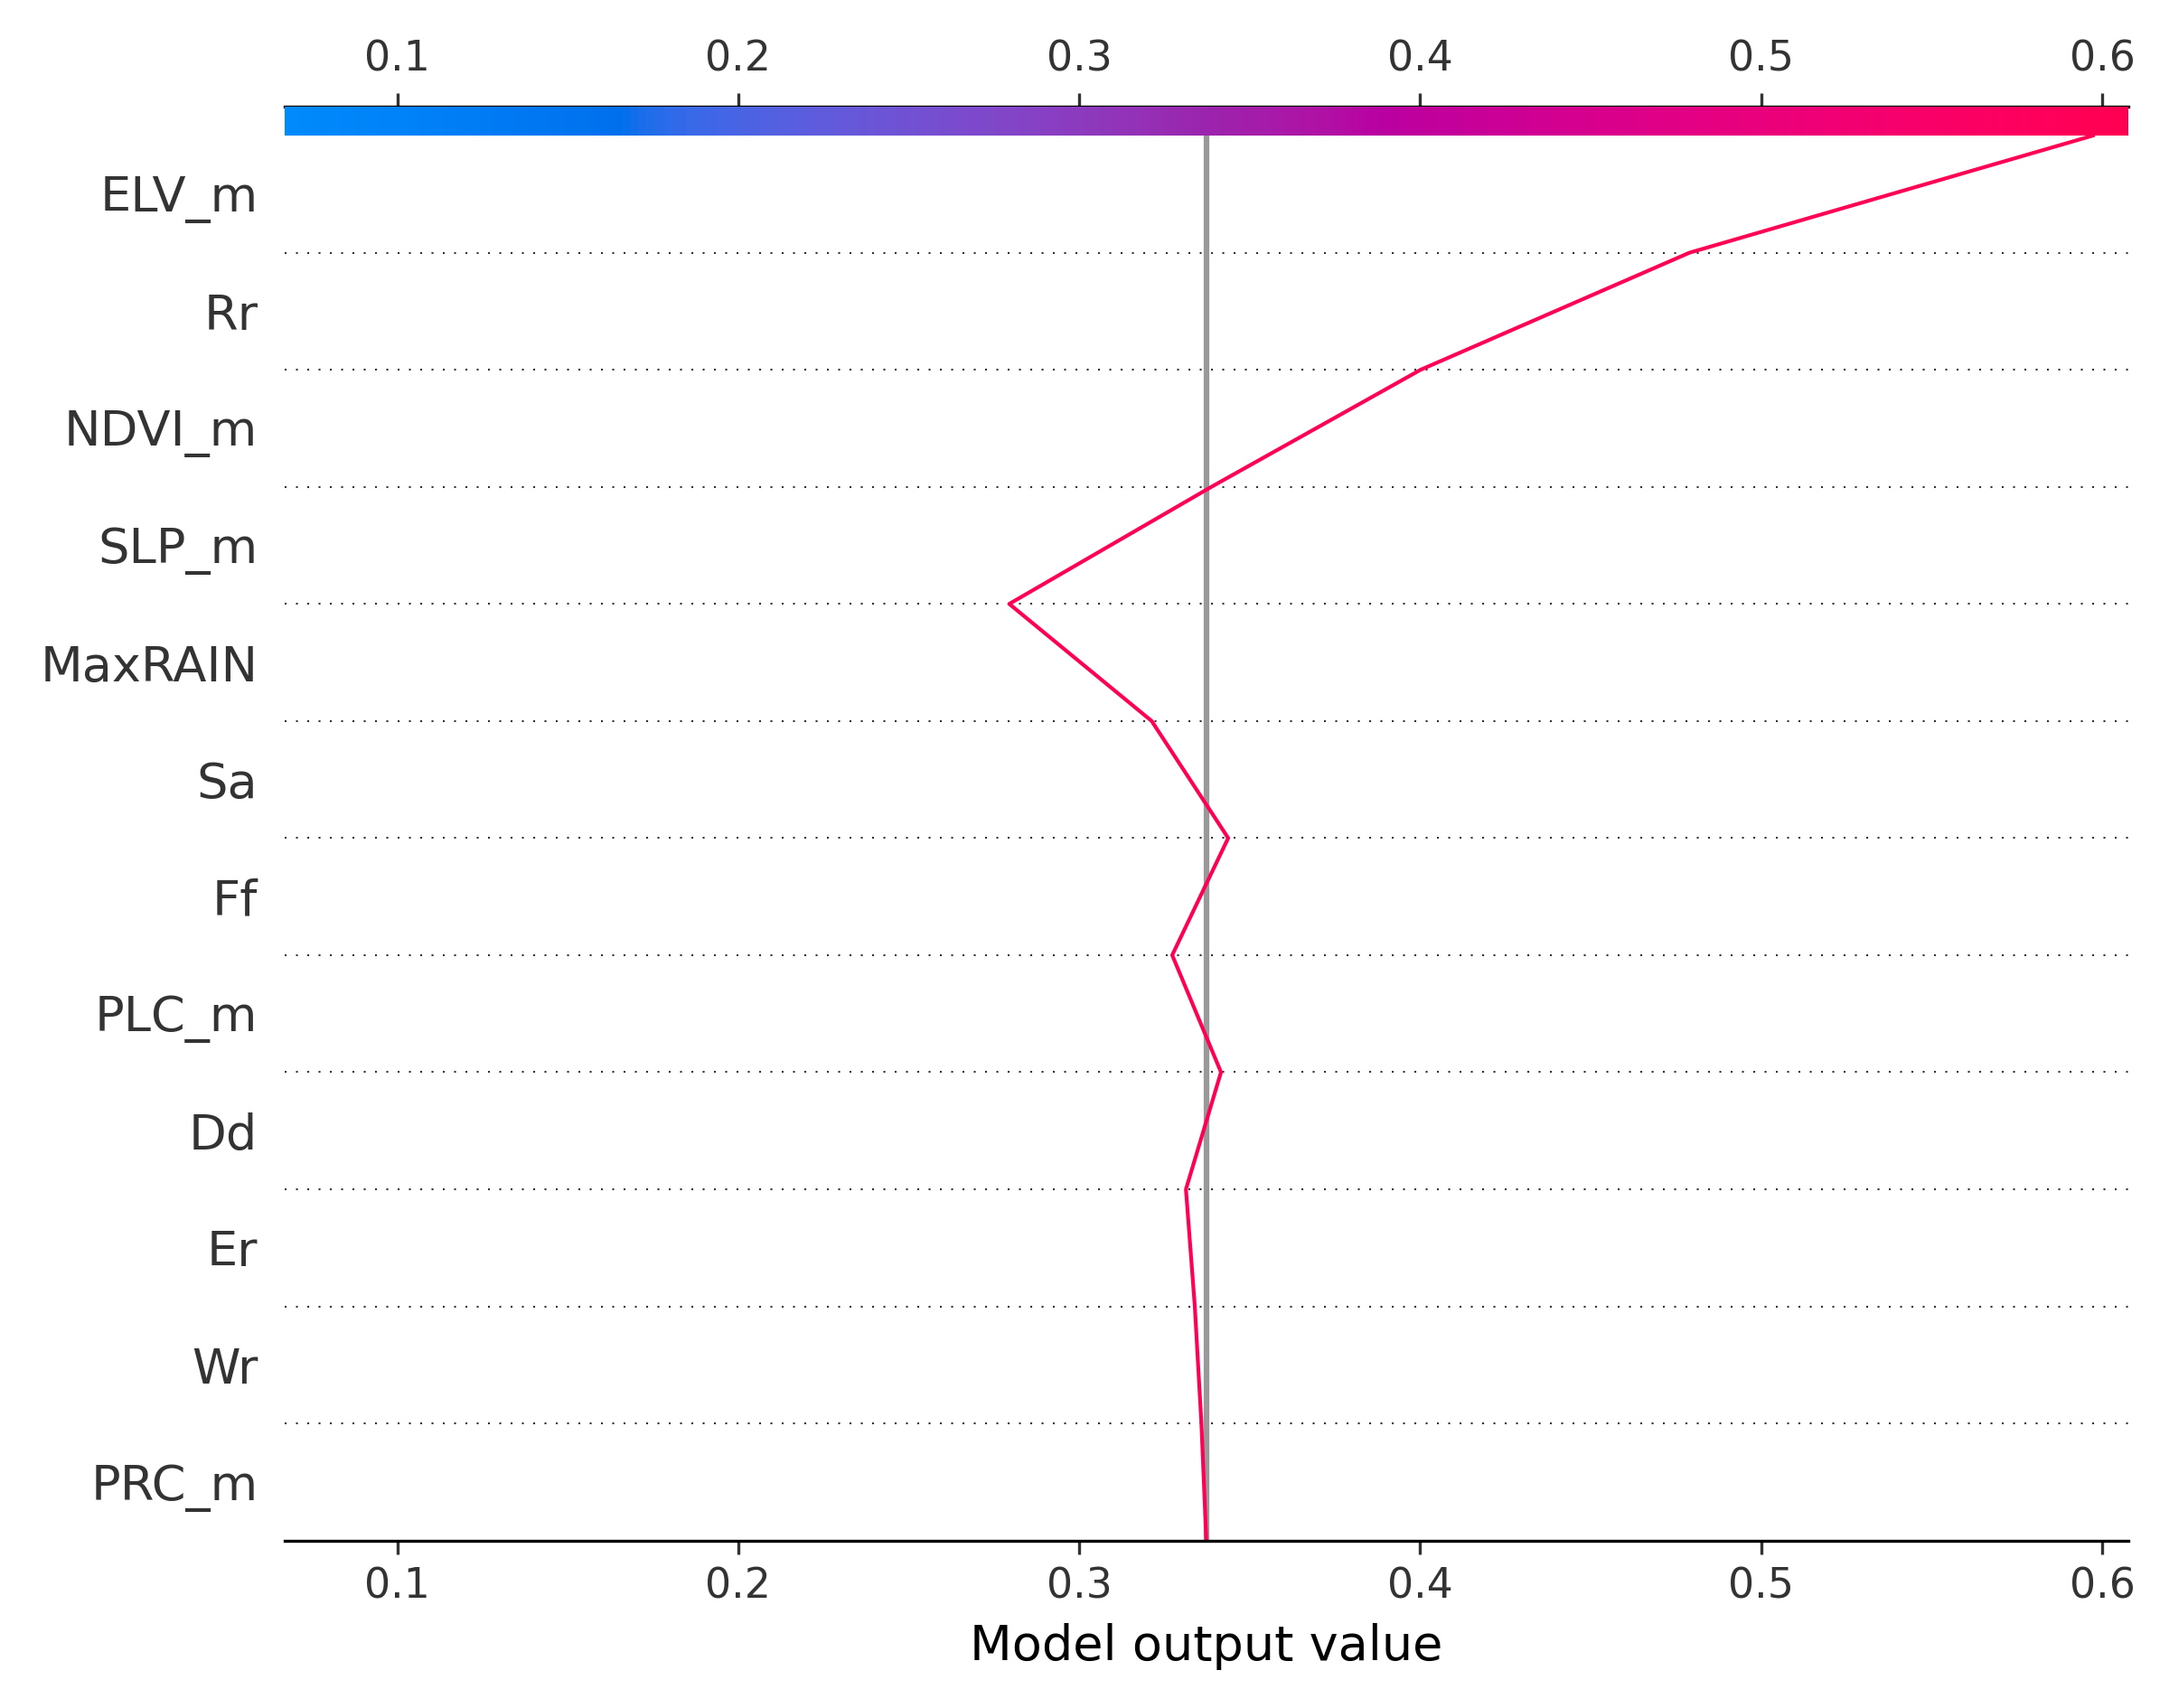 0.1 0.2 0.3 0.4 0.5 0.6
ELV_m
Rr
NDVI_m
SLP_m
MaxRAIN
Sa
Ff
PLC_m
Dd
Er
Wr
PRC_m
0.1 0.2 0.3 0.4 0.5 0.6
Model output value